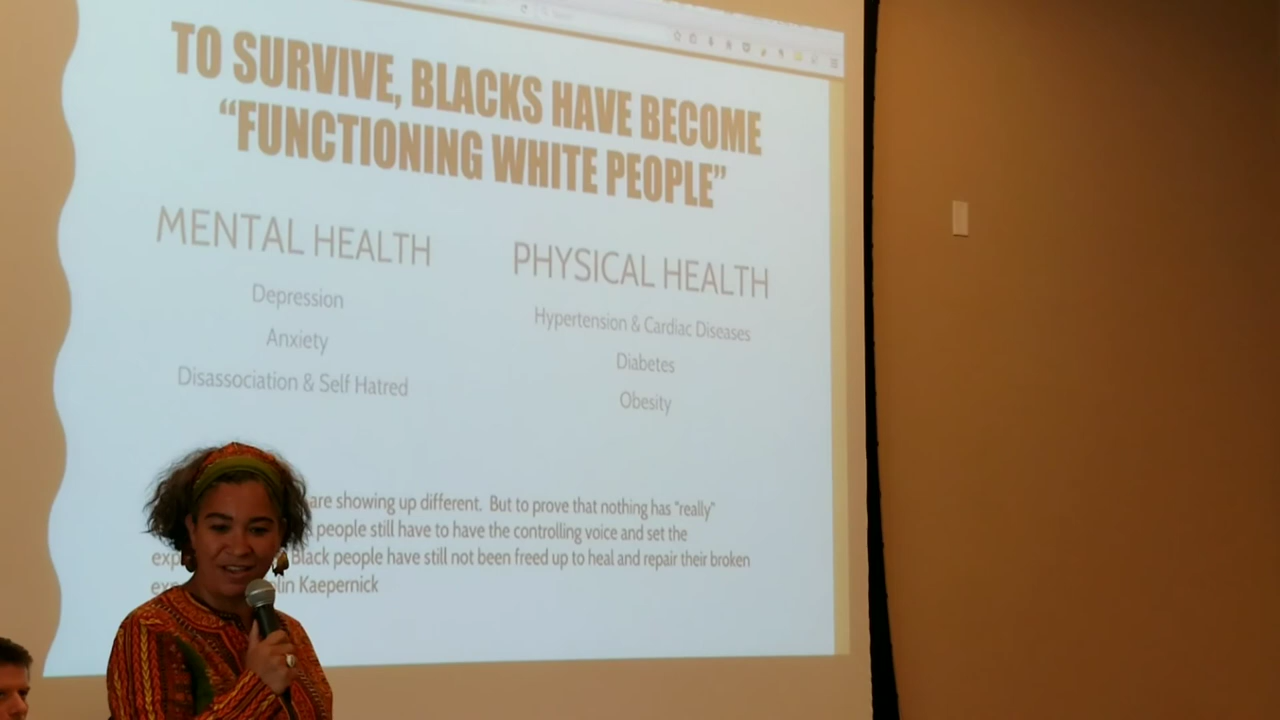 TO SURVIVE, BLACKS HAVE BECOME
“FUNCTIONING WHITE PEOPLE”
MENTAL HEALTH
Depression
Anxiety
Disassociation & Self Hatred
PHYSICAL HEALTH
Hypertension & Cardiac Diseases
Diabetes
Obesity
are showing up different. But to prove that nothing has "really"
people still have to have the controlling voice and set the
Black people have still not been freed up to heal and repair their broken
Kaepernick